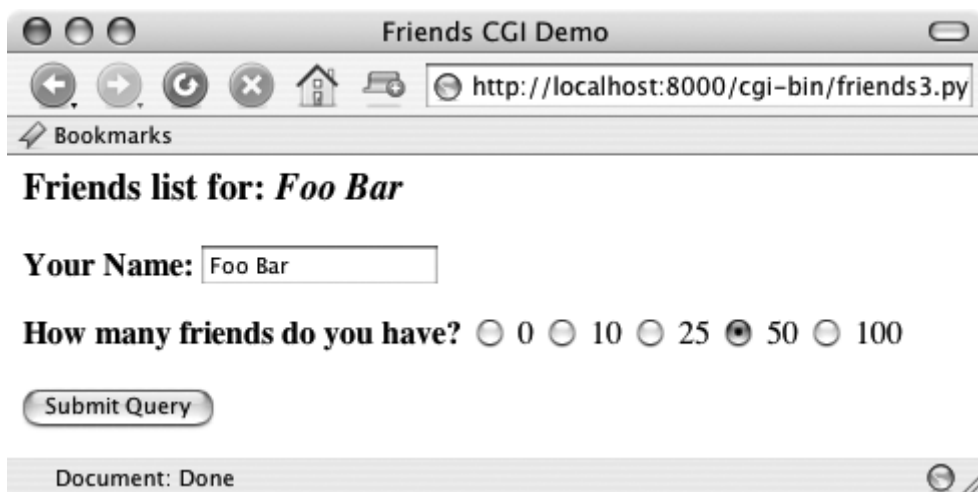 Friends CGI Demo
http://localhost:8000/cgi-bin/friends3.py
Bookmarks
Friends list for: Foo Bar
Your Name: Foo Bar
How many friends do you have? 0 10 25 50 100
Submit Query
Document: Done